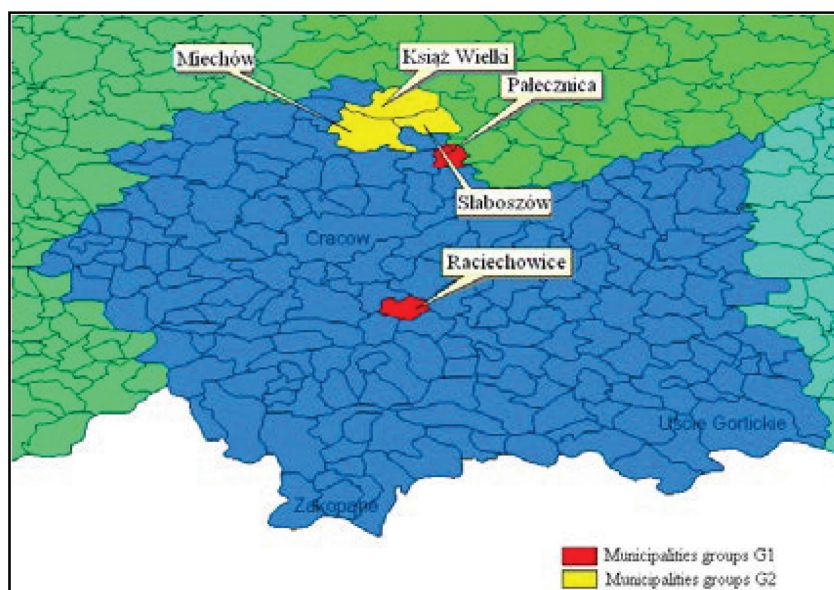 Książ Wielki
Miechów
Pałecznica
Słaboszów
Cracow
Raciechowice
Uście Gorlickie
Zakopane
Municipalities groups G1
Municipalities groups G2